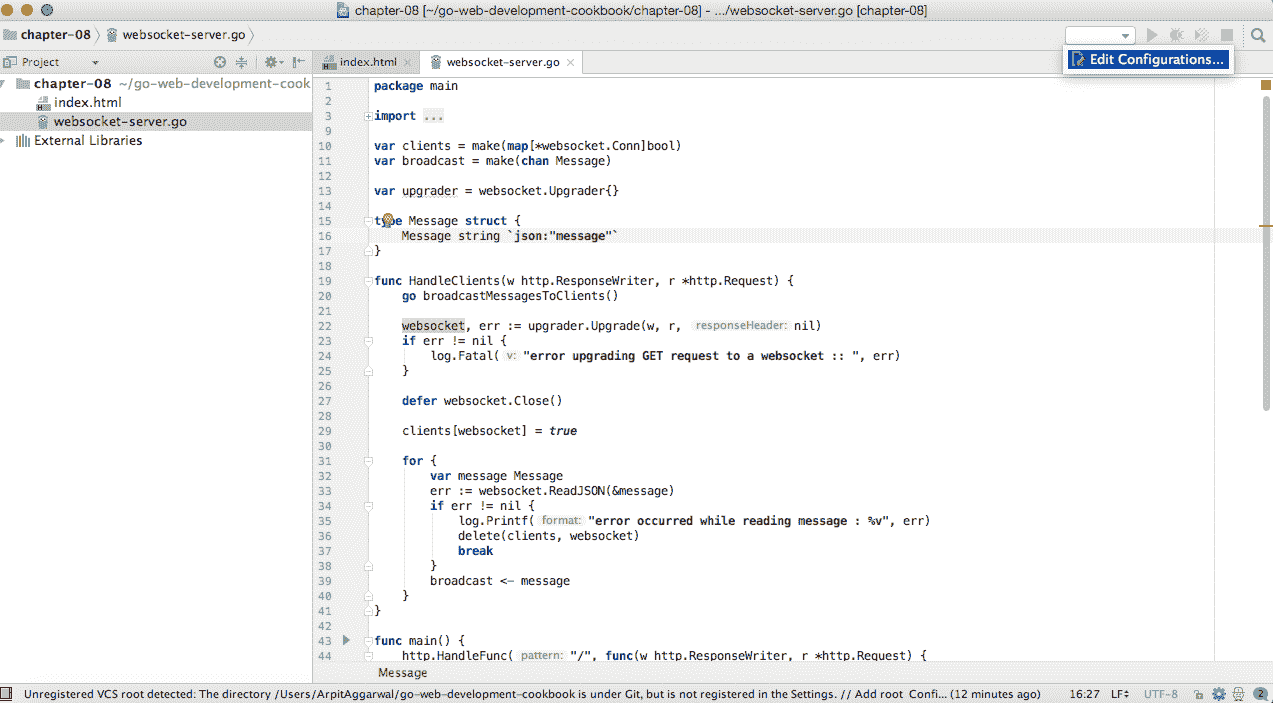 chapter-08 [~/go-web-development-cookbook/chapter-08] - .../websocket-server.go [chapter-08]
chapter-08 websocket-server.go
Project
index.html websocket-server.go
Edit Configurations...
chapter-08 ~/go-web-development-cook
index.html
websocket-server.go
External Libraries
1 package main
2
3 import ...
9
10 var clients = make(map[*websocket.Conn]bool)
11 var broadcast = make(chan Message)
12
13 var upgrader = websocket.Upgrader{}
14
15 type Message struct {
16 Message string `json:"message"`
17 }
18
19 func HandleClients(w http.ResponseWriter, r *http.Request) {
20 go broadcastMessagesToClients()
21
22 websocket, err := upgrader.Upgrade(w, r, responseHeader: nil)
23 if err != nil {
24 log.Fatal( v: "error upgrading GET request to a websocket :: ", err)
25 }
26
27 defer websocket.Close()
28
29 clients[websocket] = true
30
31 for {
32 var message Message
33 err := websocket.ReadJSON(&message)
34 if err != nil {
35 log.Printf( format: "error occurred while reading message : %v", err)
36 delete(clients, websocket)
37 break
38 }
39 broadcast <- message
40 }
41 }
42
43 func main() {
44 http.HandleFunc( pattern: "/", func(w http.ResponseWriter, r *http.Request) {
Message
Unregistered VCS root detected: The directory /Users/ArpitAggarwal/go-web-development-cookbook is under Git, but is not registered in the Settings. // Add root Confi... (12 minutes ago) 16:27 LF UTF-8 2